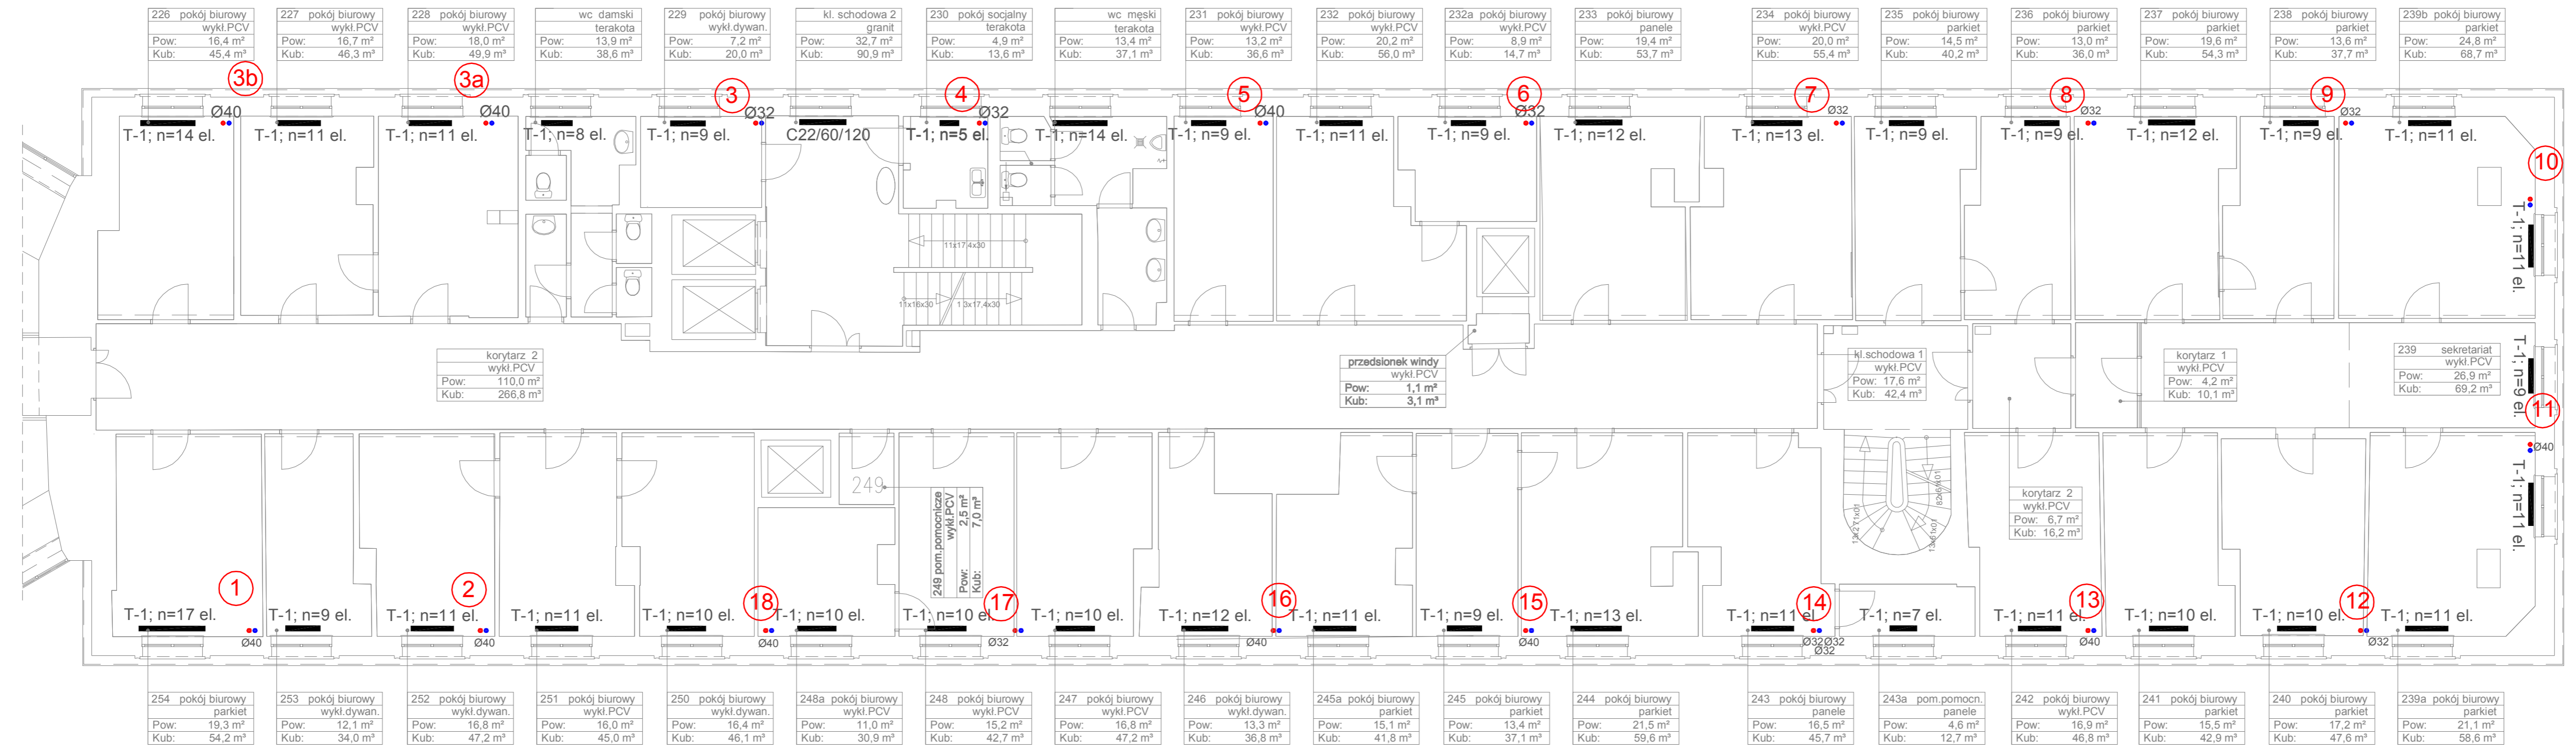 226 pokój biurowy
wykł.PCV
Pow: 16,4 m²
Kub: 45,4 m³
227 pokój biurowy
wykł.PCV
Pow: 16,7 m²
Kub: 46,3 m³
228 pokój biurowy
wykł.PCV
Pow: 18,0 m²
Kub: 49,9 m³
wc damski
terakota
Pow: 13,9 m²
Kub: 38,6 m³
229 pokój biurowy
wykł.dywan.
Pow: 7,2 m²
Kub: 20,0 m³
kl. schodowa 2
granit
Pow: 32,7 m²
Kub: 90,9 m³
230 pokój socjalny
terakota
Pow: 4,9 m²
Kub: 13,6 m³
wc męski
terakota
Pow: 13,4 m²
Kub: 37,1 m³
231 pokój biurowy
wykł.PCV
Pow: 13,2 m²
Kub: 36,6 m³
232 pokój biurowy
wykł.PCV
Pow: 20,2 m²
Kub: 56,0 m³
232a pokój biurowy
wykł.PCV
Pow: 8,9 m²
Kub: 14,7 m³
233 pokój biurowy
panele
Pow: 19,4 m²
Kub: 53,7 m³
234 pokój biurowy
wykł.PCV
Pow: 20,0 m²
Kub: 55,4 m³
235 pokój biurowy
parkiet
Pow: 14,5 m²
Kub: 40,2 m³
236 pokój biurowy
parkiet
Pow: 13,0 m²
Kub: 36,0 m³
237 pokój biurowy
parkiet
Pow: 19,6 m²
Kub: 54,3 m³
238 pokój biurowy
parkiet
Pow: 13,6 m²
Kub: 37,7 m³
239b pokój biurowy
parkiet
Pow: 24,8 m²
Kub: 68,7 m³
3b
3a
3
4
5
6
7
8
9
10
Ø40
Ø40
Ø32
Ø32
Ø40
Ø32
Ø32
Ø32
Ø32
T-1; n=14 el.
T-1; n=11 el.
T-1; n=11 el.
T-1; n=8 el.
T-1; n=9 el.
C22/60/120
T-1; n=5 el.
T-1; n=14 el.
T-1; n=9 el.
T-1; n=11 el.
T-1; n=9 el.
T-1; n=12 el.
T-1; n=13 el.
T-1; n=9 el.
T-1; n=9 el.
T-1; n=12 el.
T-1; n=9 el.
T-1; n=11 el.
T-1; n=11 el.
11x17,4x30
11x16x30
1 3x17,4x30
korytarz 2
wykł.PCV
Pow: 110,0 m²
Kub: 266,8 m³
przedsionek windy
wykł.PCV
Pow: 1,1 m²
Kub: 3,1 m³
kl.schodowa 1
wykł.PCV
Pow: 17,6 m²
Kub: 42,4 m³
korytarz 1
wykł.PCV
Pow: 4,2 m²
Kub: 10,1 m³
239 sekretariat
wykł.PCV
Pow: 26,9 m²
Kub: 69,2 m³
T-1; n=9 el.
11
Ø40
T-1; n=11 el.
249
249 pom.pomocnicze
wykł.PCV
Pow: 2,5 m²
Kub: 7,0 m³
korytarz 2
wykł.PCV
Pow: 6,7 m²
Kub: 16,2 m³
1
2
18
17
16
15
14
13
12
T-1; n=17 el.
T-1; n=9 el.
T-1; n=11 el.
T-1; n=11 el.
T-1; n=10 el.
T-1; n=10 el.
T-1; n=10 el.
T-1; n=10 el.
T-1; n=12 el.
T-1; n=11 el.
T-1; n=9 el.
T-1; n=13 el.
T-1; n=11 el.
T-1; n=7 el.
T-1; n=11 el.
T-1; n=10 el.
T-1; n=10 el.
T-1; n=11 el.
Ø40
Ø40
Ø40
Ø32
Ø40
Ø40
Ø32
Ø32
Ø32
Ø40
Ø32
254 pokój biurowy
parkiet
Pow: 19,3 m²
Kub: 54,2 m³
253 pokój biurowy
wykł.dywan.
Pow: 12,1 m²
Kub: 34,0 m³
252 pokój biurowy
wykł.dywan.
Pow: 16,8 m²
Kub: 47,2 m³
251 pokój biurowy
wykł.PCV
Pow: 16,0 m²
Kub: 45,0 m³
250 pokój biurowy
wykł.dywan.
Pow: 16,4 m²
Kub: 46,1 m³
248a pokój biurowy
wykł.PCV
Pow: 11,0 m²
Kub: 30,9 m³
248 pokój biurowy
wykł.PCV
Pow: 15,2 m²
Kub: 42,7 m³
247 pokój biurowy
wykł.PCV
Pow: 16,8 m²
Kub: 47,2 m³
246 pokój biurowy
wykł.dywan.
Pow: 13,3 m²
Kub: 36,8 m³
245a pokój biurowy
parkiet
Pow: 15,1 m²
Kub: 41,8 m³
245 pokój biurowy
parkiet
Pow: 13,4 m²
Kub: 37,1 m³
244 pokój biurowy
parkiet
Pow: 21,5 m²
Kub: 59,6 m³
243 pokój biurowy
panele
Pow: 16,5 m²
Kub: 45,7 m³
243a pom.pomocn.
panele
Pow: 4,6 m²
Kub: 12,7 m³
242 pokój biurowy
wykł.PCV
Pow: 16,9 m²
Kub: 46,8 m³
241 pokój biurowy
parkiet
Pow: 15,5 m²
Kub: 42,9 m³
240 pokój biurowy
parkiet
Pow: 17,2 m²
Kub: 47,6 m³
239a pokój biurowy
parkiet
Pow: 21,1 m²
Kub: 58,6 m³